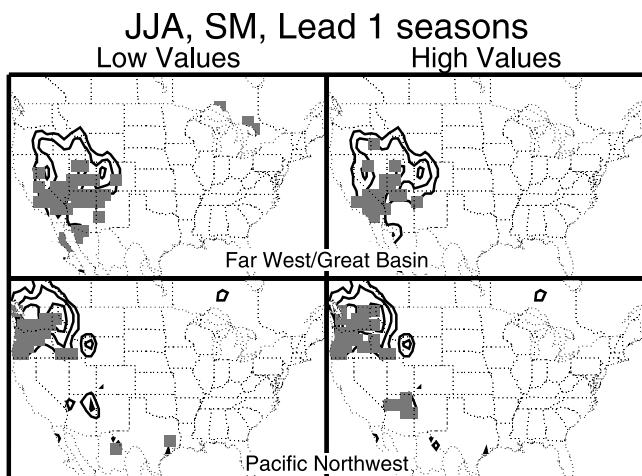 JJA, SM, Lead 1 seasons
Low Values High Values
Far West/Great Basin
Pacific Northwest